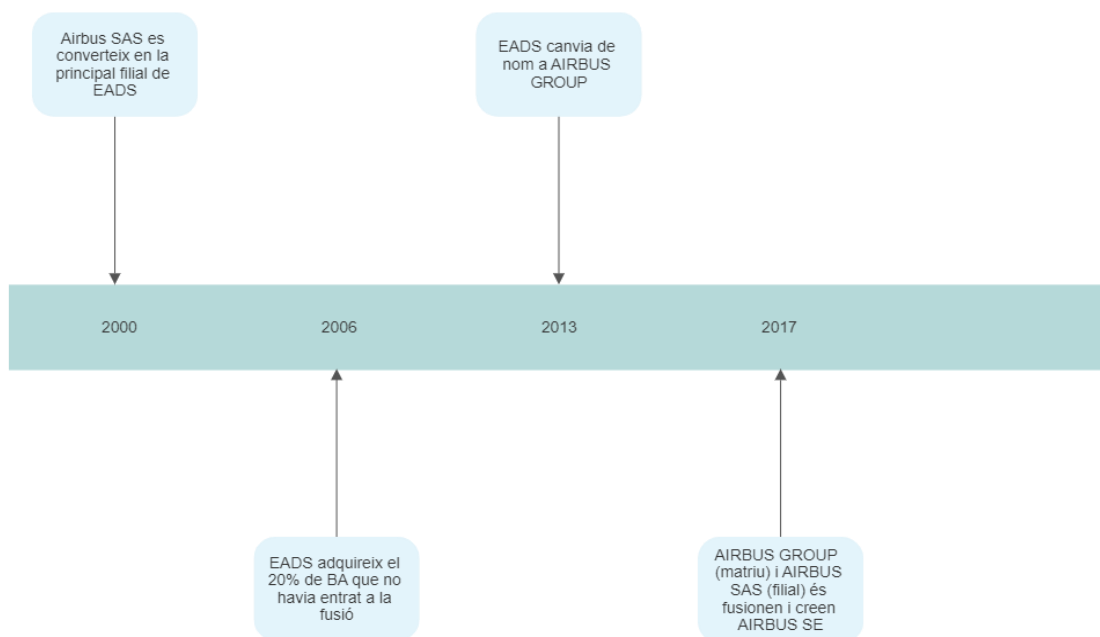 Airbus SAS es
converteix en la
principal filial de
EADS
EADS canvia de
nom a AIRBUS
GROUP
2000
2006
2013
2017
EADS adquireix el
20% de BA que no
havia entrat a la
fusió
AIRBUS GROUP
(matriu) i AIRBUS
SAS (filial) és
fusionen i creen
AIRBUS SE